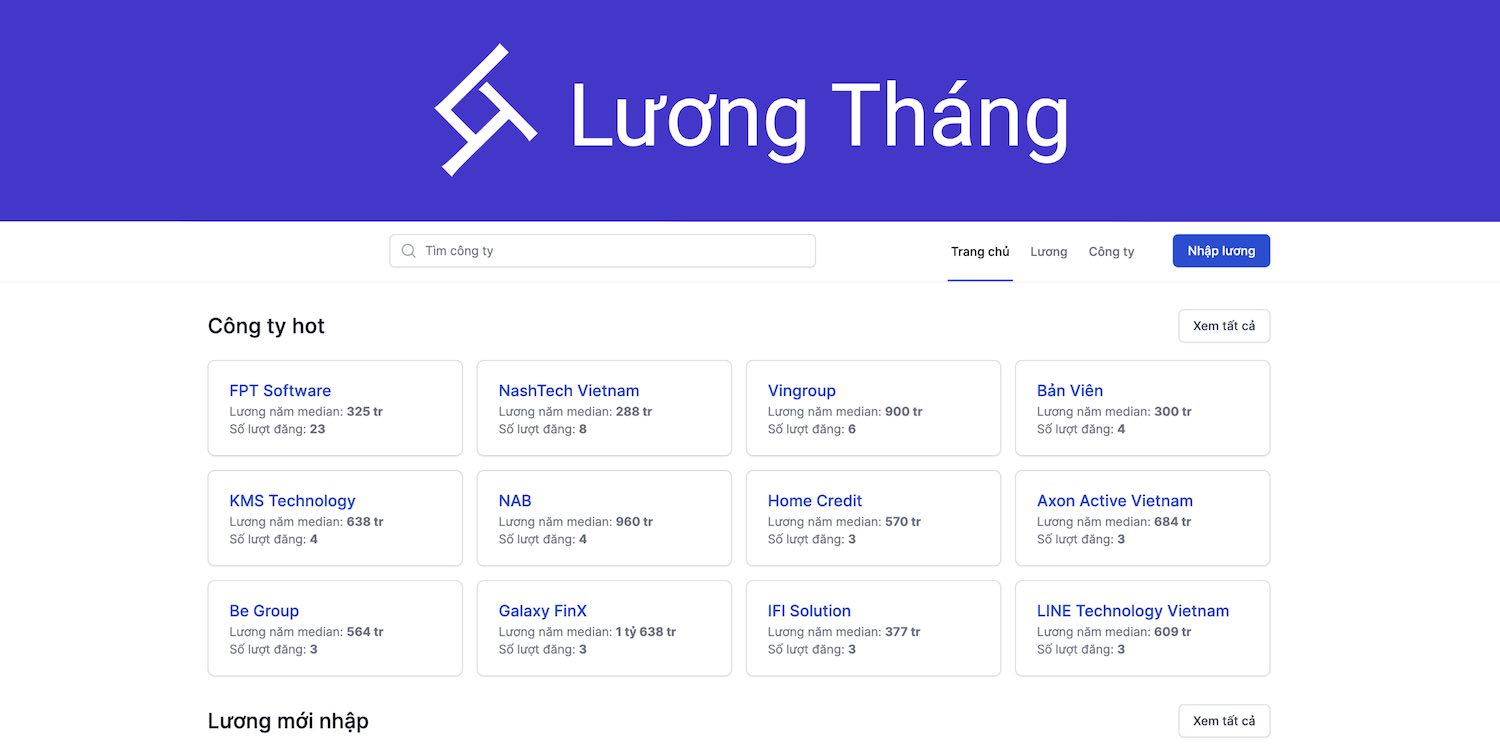 Lương Tháng
Tìm công ty
Trang chủ
Lương
Công ty
Nhập lương
Công ty hot
Xem tất cả
FPT Software
Lương năm median: 325 tr
Số lượt đăng: 23
NashTech Vietnam
Lương năm median: 288 tr
Số lượt đăng: 8
Vingroup
Lương năm median: 900 tr
Số lượt đăng: 6
Bản Viên
Lương năm median: 300 tr
Số lượt đăng: 4
KMS Technology
Lương năm median: 638 tr
Số lượt đăng: 4
NAB
Lương năm median: 960 tr
Số lượt đăng: 4
Home Credit
Lương năm median: 570 tr
Số lượt đăng: 3
Axon Active Vietnam
Lương năm median: 684 tr
Số lượt đăng: 3
Be Group
Lương năm median: 564 tr
Số lượt đăng: 3
Galaxy FinX
Lương năm median: 1 tỷ 638 tr
Số lượt đăng: 3
IFI Solution
Lương năm median: 377 tr
Số lượt đăng: 3
LINE Technology Vietnam
Lương năm median: 609 tr
Số lượt đăng: 3
Lương mới nhập
Xem tất cả